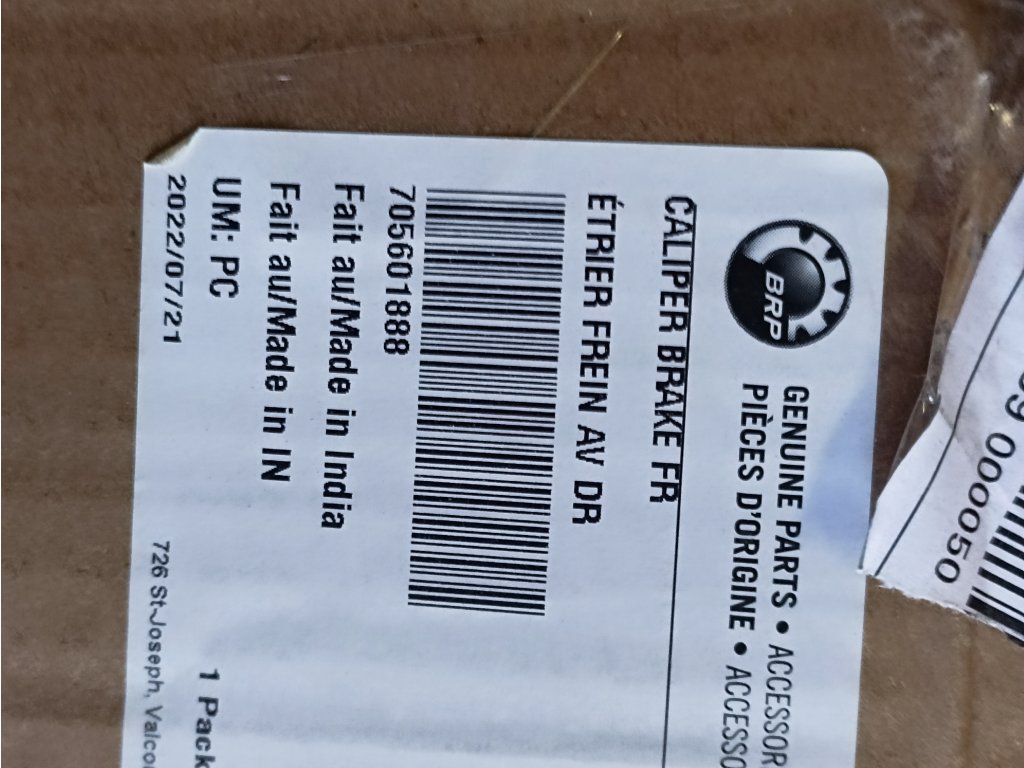 BRP
GENUINE PARTS • ACCESSOR
PIÈCES D'ORIGINE • ACCESSO
CALIPER BRAKE FR
ÉTRIER FREIN AV DR
705601888
Fait au/Made in India
Fait au/Made in IN
UM: PC
1 Pack
2022/07/21
726 St-Joseph, Valcou
000050